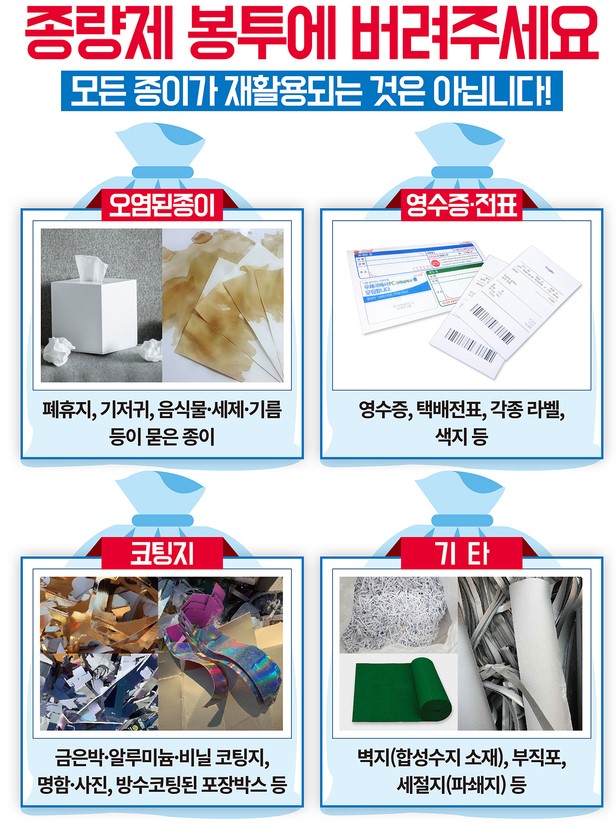 종량제 봉투에 버려주세요
모든 종이가 재활용되는 것은 아닙니다!
오염된종이
영수증·전표
폐휴지, 기저귀, 음식물·세제·기름
등이 묻은 종이
영수증, 택배전표, 각종 라벨,
색지 등
코팅지
기 타
금은박·알루미늄·비닐 코팅지,
명함·사진, 방수코팅된 포장박스 등
벽지(합성수지 소재), 부직포,
세절지(파쇄지) 등